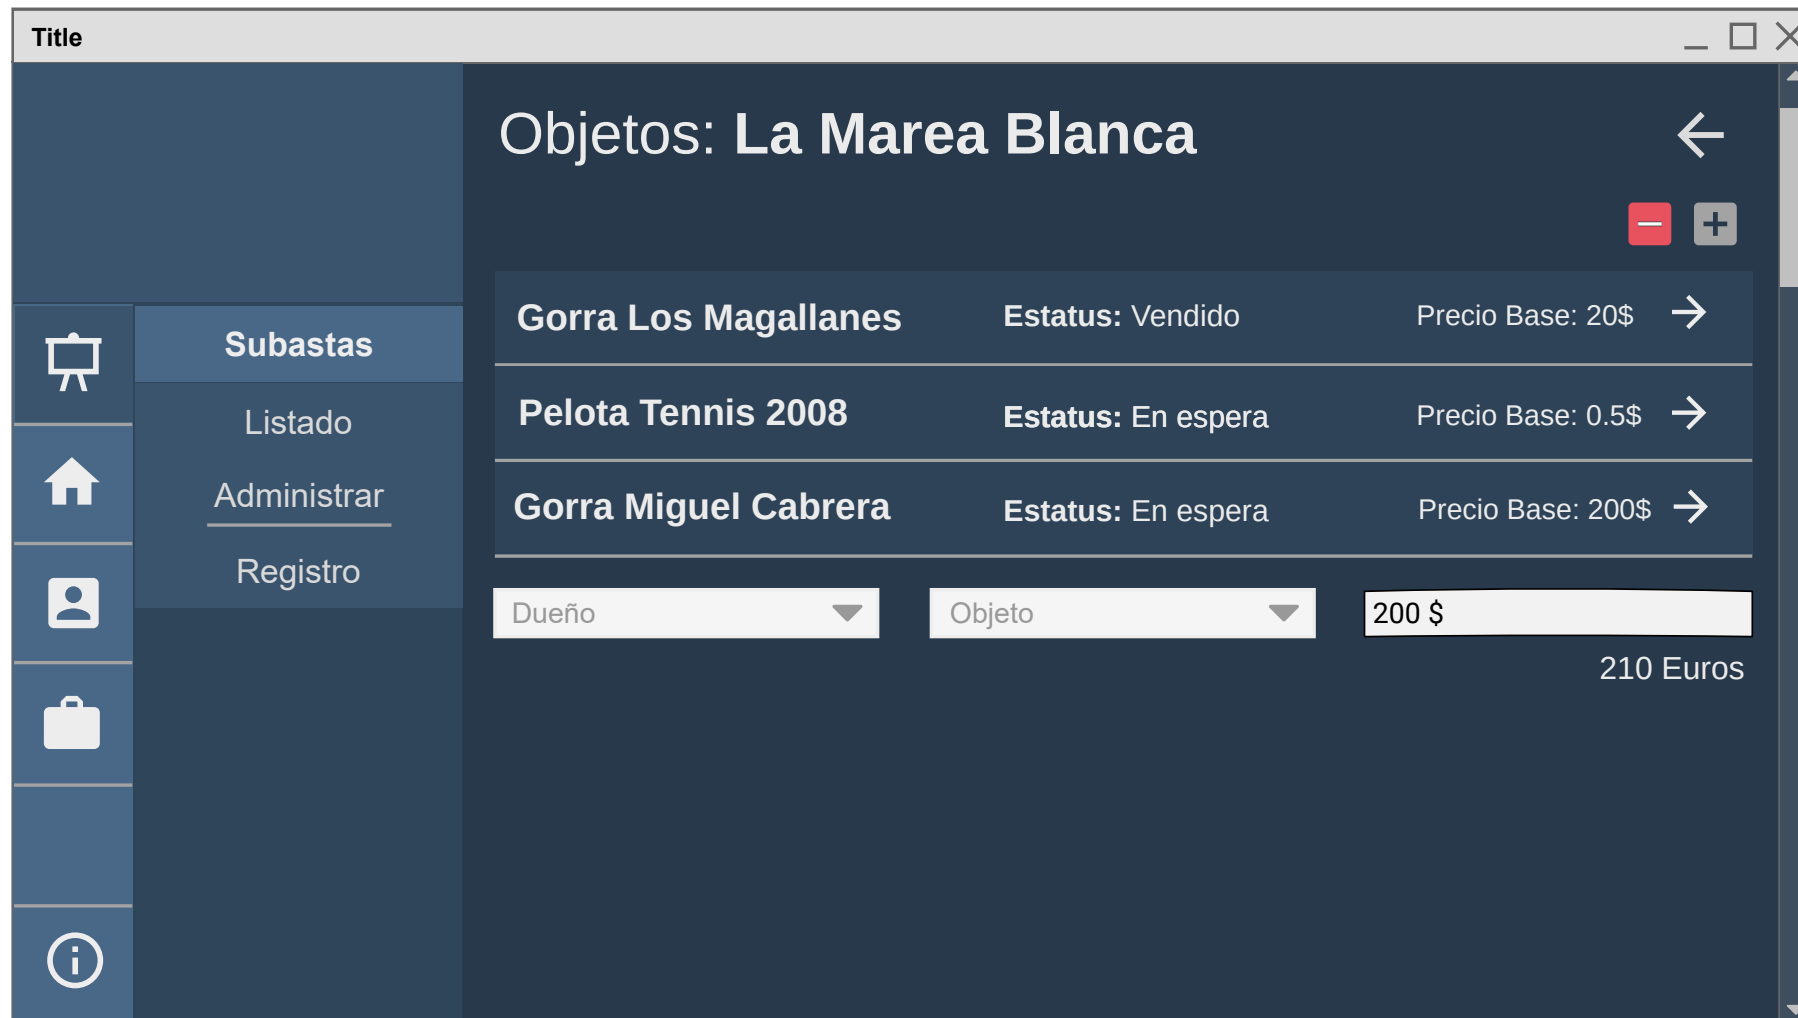 Title
Objetos: La Marea Blanca
Gorra Los Magallanes Estatus: Vendido Precio Base: 20$
Subastas
Pelota Tennis 2008 Estatus: En espera Precio Base: 0.5$
Listado
Administrar
Gorra Miguel Cabrera Estatus: En espera Precio Base: 200$
Registro
Dueño Objeto 200 $
210 Euros